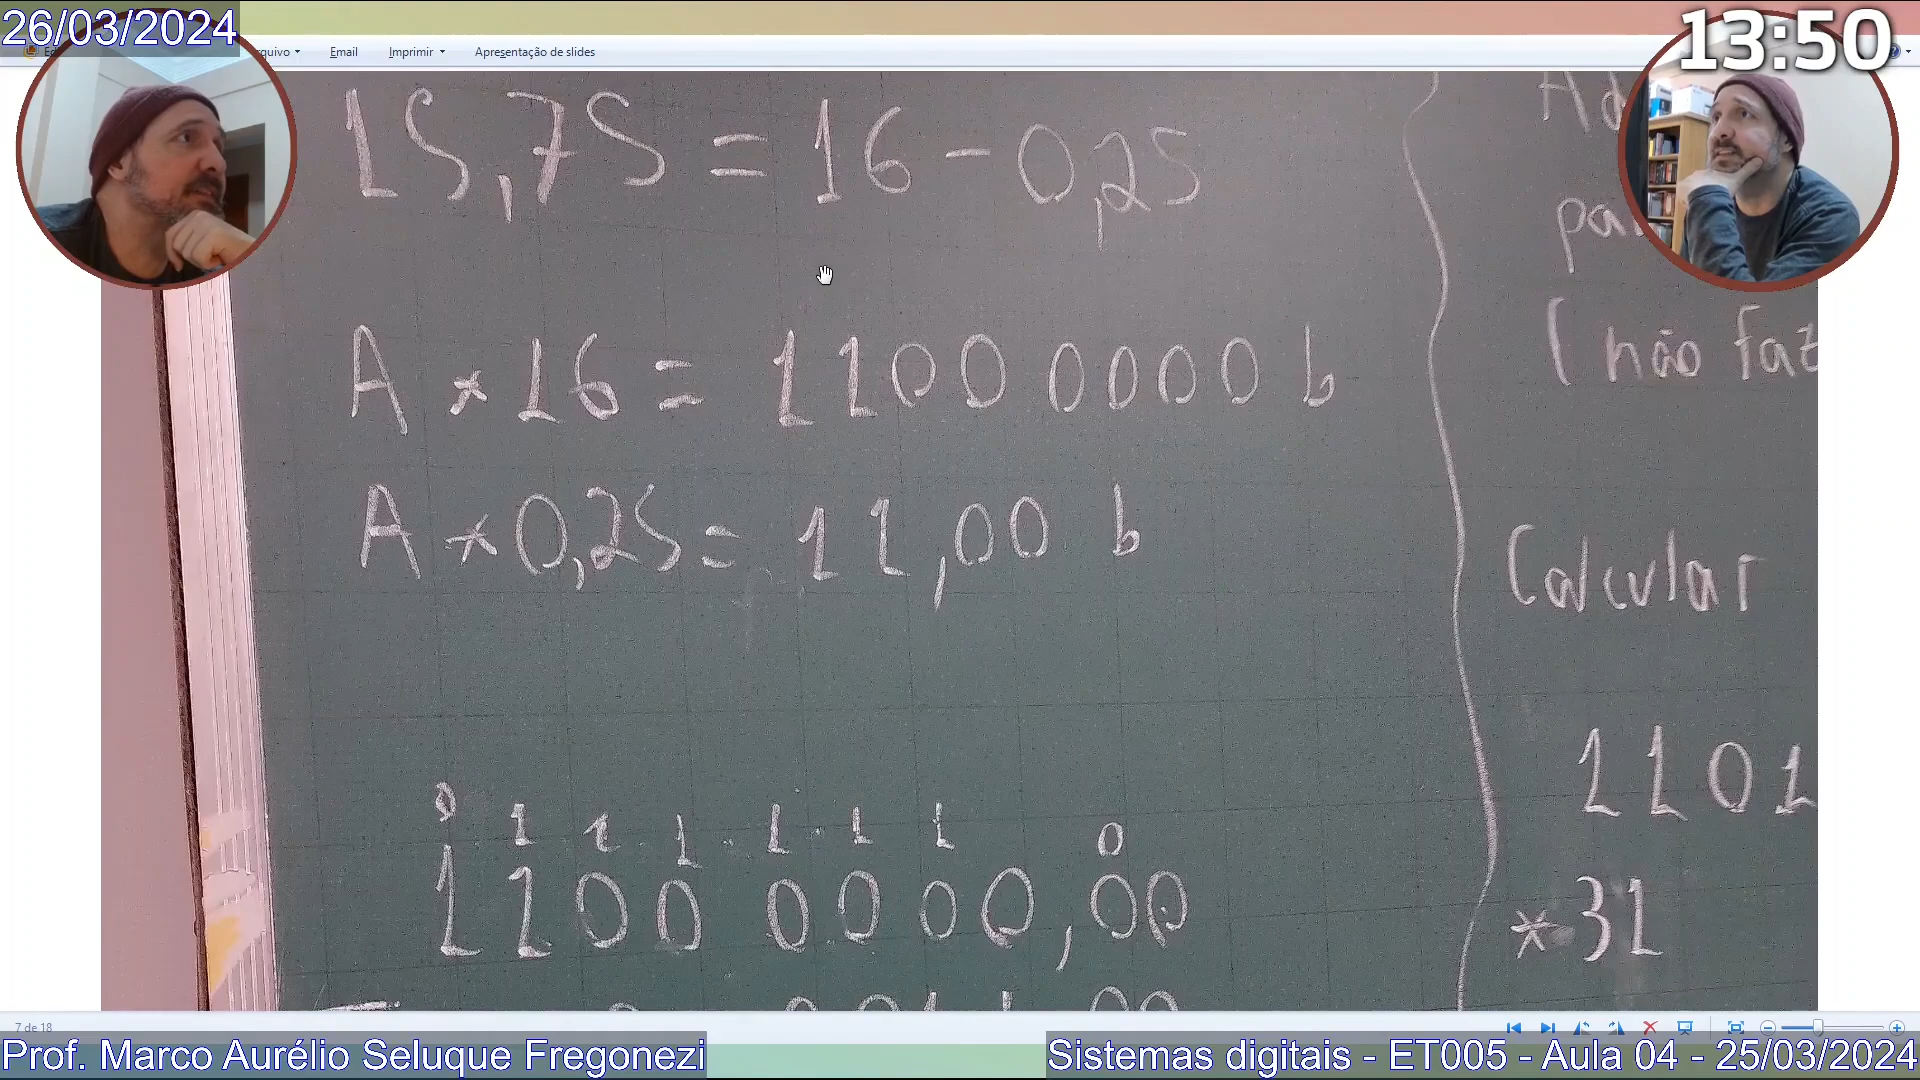 26/03/2024
13:50
Email
Imprimir
Apresentação de slides
15,75 = 16 - 0,25
A * 16 = 1100 0000 b
A * 0,25 = 11,00 b
0 1 1 1 1 1 1 0
1100 0000,00
(não faz
Calcular
1101
* 31
7 de 18
Prof. Marco Aurélio Seluque Fregonezi
Sistemas digitais - ET005 - Aula 04 - 25/03/2024